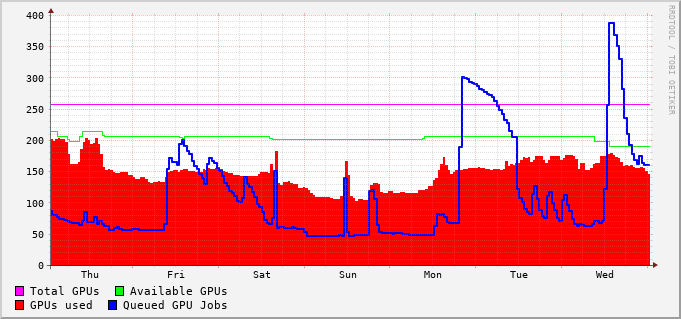 400
350
300
250
200
150
100
50
0
Thu Fri Sat Sun Mon Tue Wed
Total GPUs Available GPUs
GPUs used Queued GPU Jobs
RRDTOOL / TOBI OETIKER